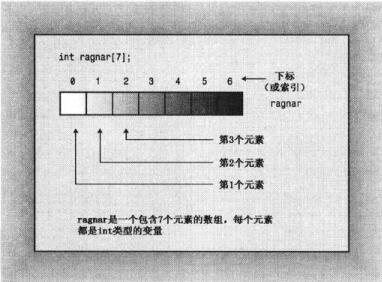 int ragnar[7];
0 1 2 3 4 5 6
下标
(或索引)
ragnar
第3个元素
第2个元素
第1个元素
ragnar是一个包含7个元素的数组，每个元素
都是int类型的变量